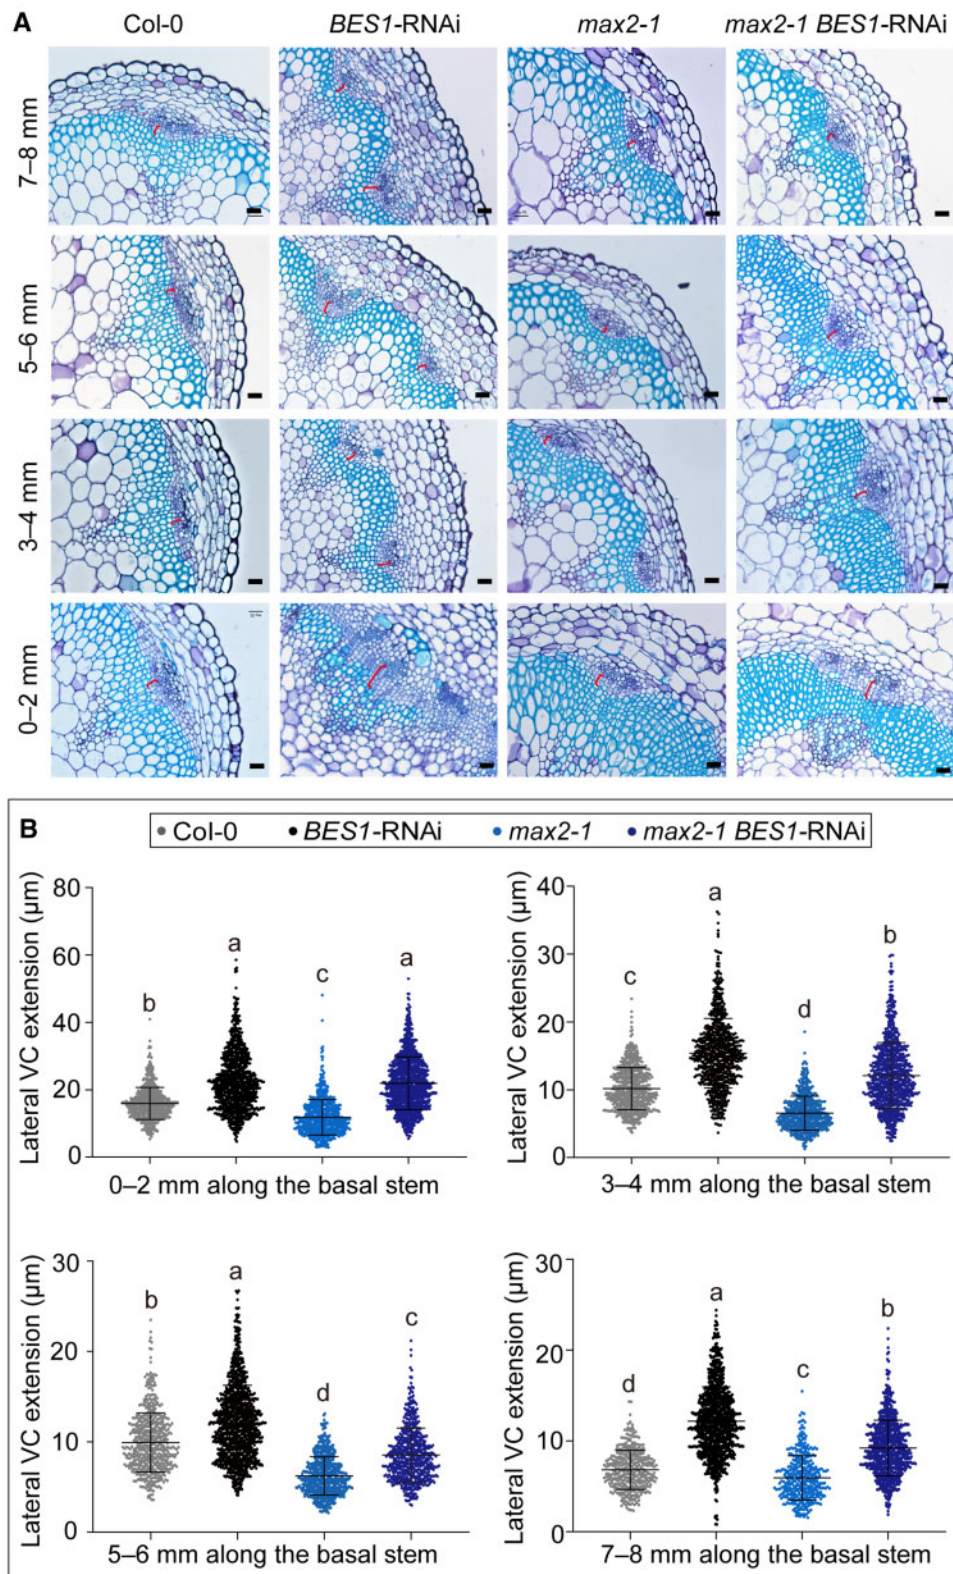 A
Col-0 BES1-RNAi max2-1 max2-1 BES1-RNAi
7–8 mm
5–6 mm
3–4 mm
0–2 mm
B
Col-0 BES1-RNAi max2-1 max2-1 BES1-RNAi
Lateral VC extension (µm)
80
60
40
20
0
b a c a
0–2 mm along the basal stem
Lateral VC extension (µm)
40
30
20
10
0
c a d b
3–4 mm along the basal stem
Lateral VC extension (µm)
30
20
10
0
b a d c
5–6 mm along the basal stem
Lateral VC extension (µm)
30
20
10
0
d a c b
7–8 mm along the basal stem